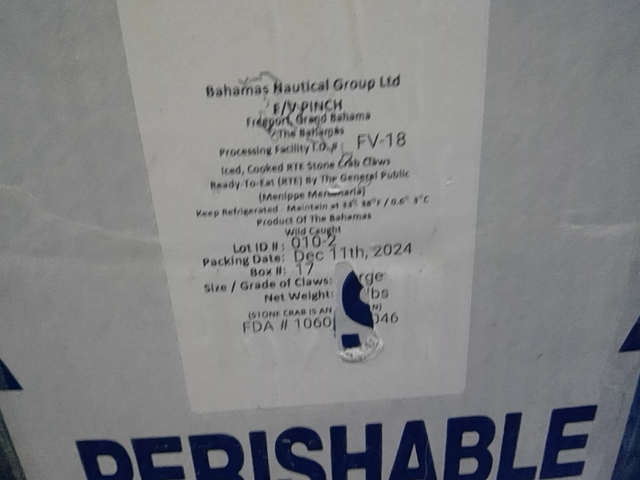 Bahamas Nautical Group Ltd
F/V PINCH
Freeport, Grand Bahama
The Bahamas
Processing Facility I.D. #: FV-18
Iced, Cooked RTE Stone Crab Claws
Ready-To-Eat (RTE) By The General Public
(Menippe Mercenaria)
Keep Refrigerated - Maintain at 33°- 38°F / 0.6°- 3°C
Product Of The Bahamas
Wild Caught
Lot ID #: 010-2
Packing Date: Dec 11th, 2024
Box #: 17
Size / Grade of Claws: rge
Net Weight: lbs
(STONE CRAB IS AN N)
FDA # 1060 046
PERISHABLE